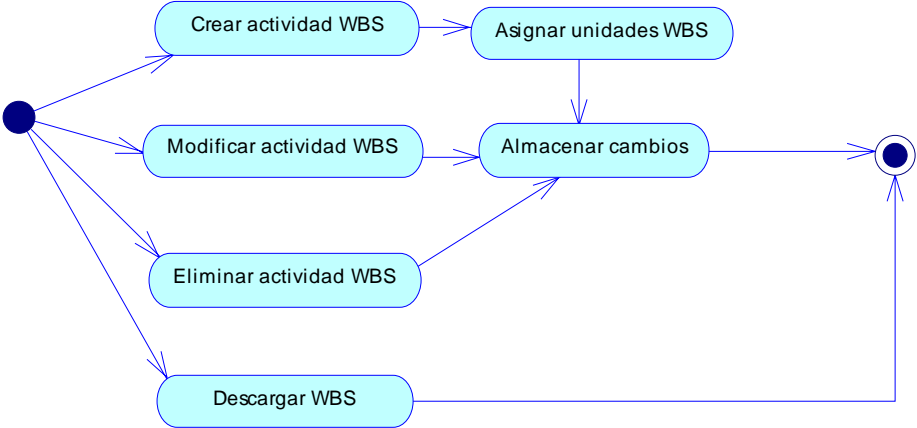 Crear actividad WBS
Asignar unidades WBS
Modificar actividad WBS
Almacenar cambios
Eliminar actividad WBS
Descargar WBS